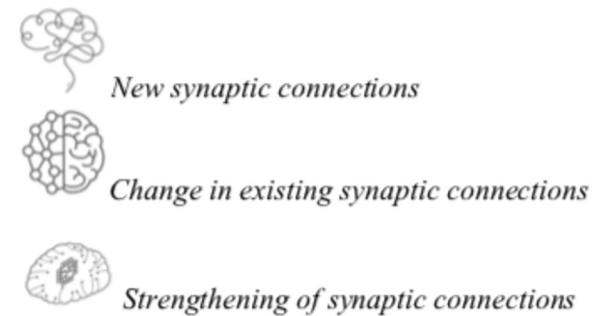 New synaptic connections
Change in existing synaptic connections
Strengthening of synaptic connections